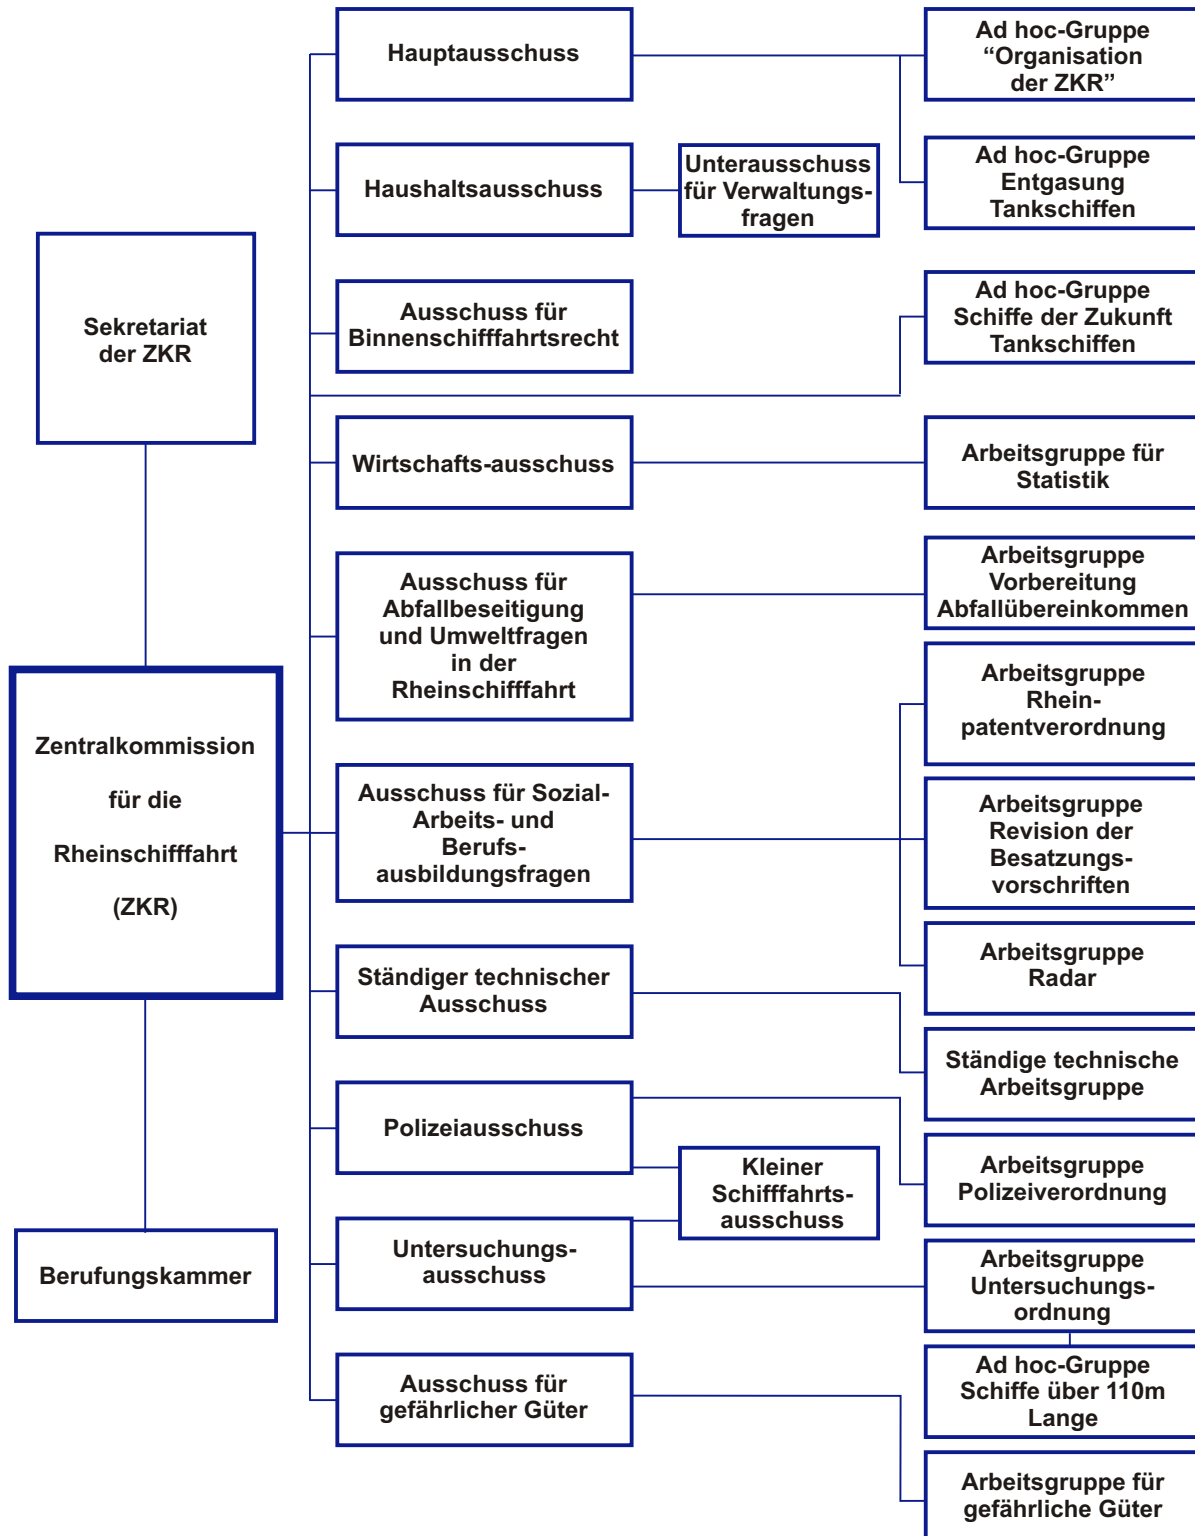 Hauptausschuss
Ad hoc-Gruppe
“Organisation
der ZKR”
Haushaltsausschuss
Unterausschuss
für Verwaltungs-
fragen
Ad hoc-Gruppe
Entgasung
Tankschiffen
Sekretariat
der ZKR
Ausschuss für
Binnenschifffahrtsrecht
Ad hoc-Gruppe
Schiffe der Zukunft
Tankschiffen
Wirtschafts-ausschuss
Arbeitsgruppe für
Statistik
Ausschuss für
Abfallbeseitigung
und Umweltfragen
in der
Rheinschifffahrt
Arbeitsgruppe
Vorbereitung
Abfallübereinkommen
Zentralkommission
für die
Rheinschifffahrt
(ZKR)
Ausschuss für Sozial-
Arbeits- und
Berufs-
ausbildungsfragen
Arbeitsgruppe
Rhein-
patentverordnung
Arbeitsgruppe
Revision der
Besatzungs-
vorschriften
Arbeitsgruppe
Radar
Ständiger technischer
Ausschuss
Ständige technische
Arbeitsgruppe
Polizeiausschuss
Kleiner
Schifffahrts-
ausschuss
Arbeitsgruppe
Polizeiverordnung
Berufungskammer
Untersuchungs-
ausschuss
Arbeitsgruppe
Untersuchungs-
ordnung
Ad hoc-Gruppe
Schiffe über 110m
Lange
Ausschuss für
gefährlicher Güter
Arbeitsgruppe für
gefährliche Güter